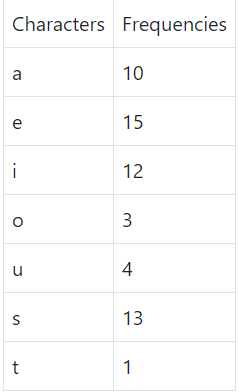 Characters Frequencies
a 10
e 15
i 12
o 3
u 4
s 13
t 1